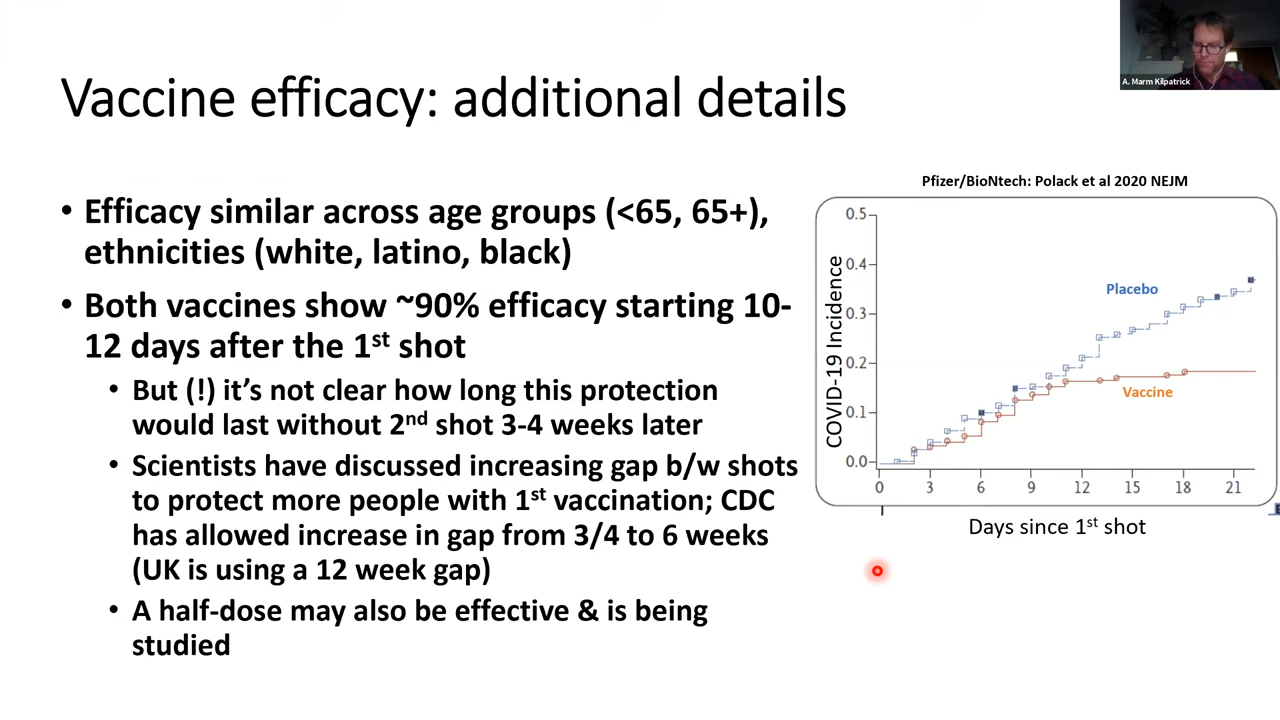 A. Marm Kilpatrick
Vaccine efficacy: additional details
• Efficacy similar across age groups (<65, 65+),
ethnicities (white, latino, black)
• Both vaccines show ~90% efficacy starting 10-
12 days after the 1st shot
• But (!) it’s not clear how long this protection
would last without 2nd shot 3-4 weeks later
• Scientists have discussed increasing gap b/w shots
to protect more people with 1st vaccination; CDC
has allowed increase in gap from 3/4 to 6 weeks
(UK is using a 12 week gap)
• A half-dose may also be effective & is being
studied
Pfizer/BioNtech: Polack et al 2020 NEJM
COVID-19 Incidence
0.5
0.4
0.3
0.2
0.1
0.0
Placebo
Vaccine
0 3 6 9 12 15 18 21
Days since 1st shot